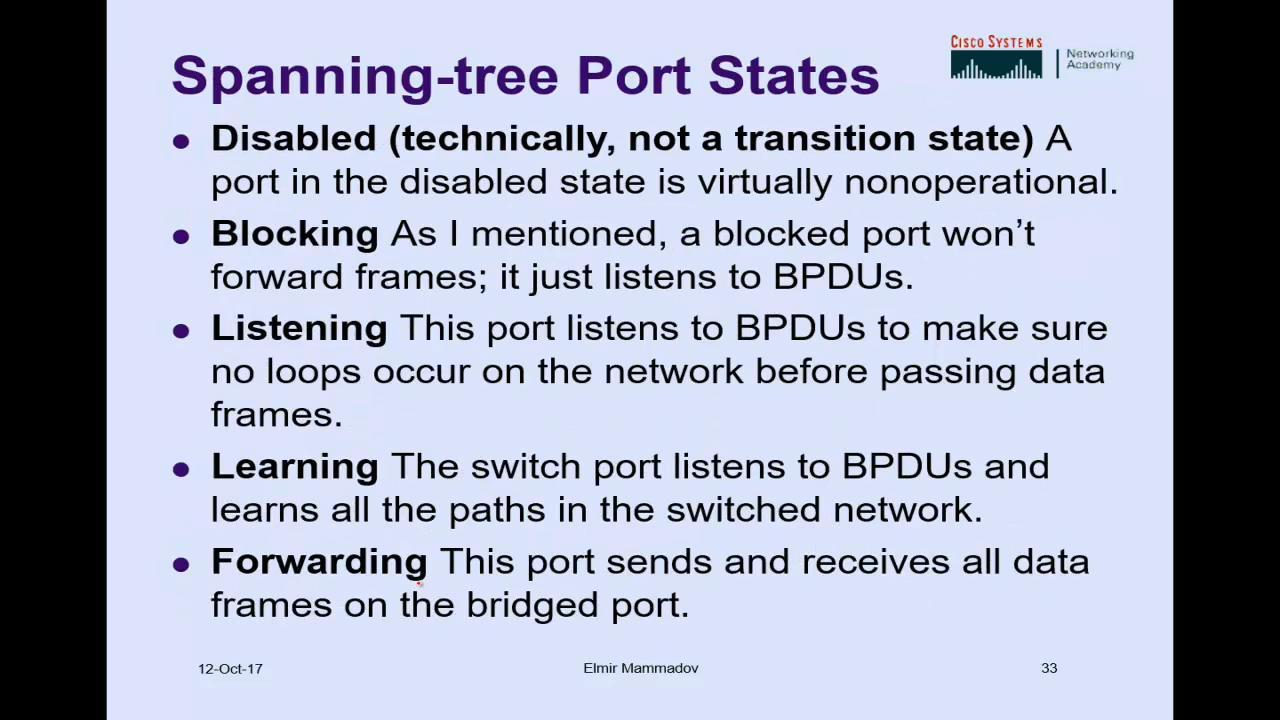 Spanning-tree Port States
CISCO SYSTEMS
Networking
Academy
● Disabled (technically, not a transition state) A
port in the disabled state is virtually nonoperational.
● Blocking As I mentioned, a blocked port won’t
forward frames; it just listens to BPDUs.
● Listening This port listens to BPDUs to make sure
no loops occur on the network before passing data
frames.
● Learning The switch port listens to BPDUs and
learns all the paths in the switched network.
● Forwarding This port sends and receives all data
frames on the bridged port.
12-Oct-17
Elmir Mammadov
33